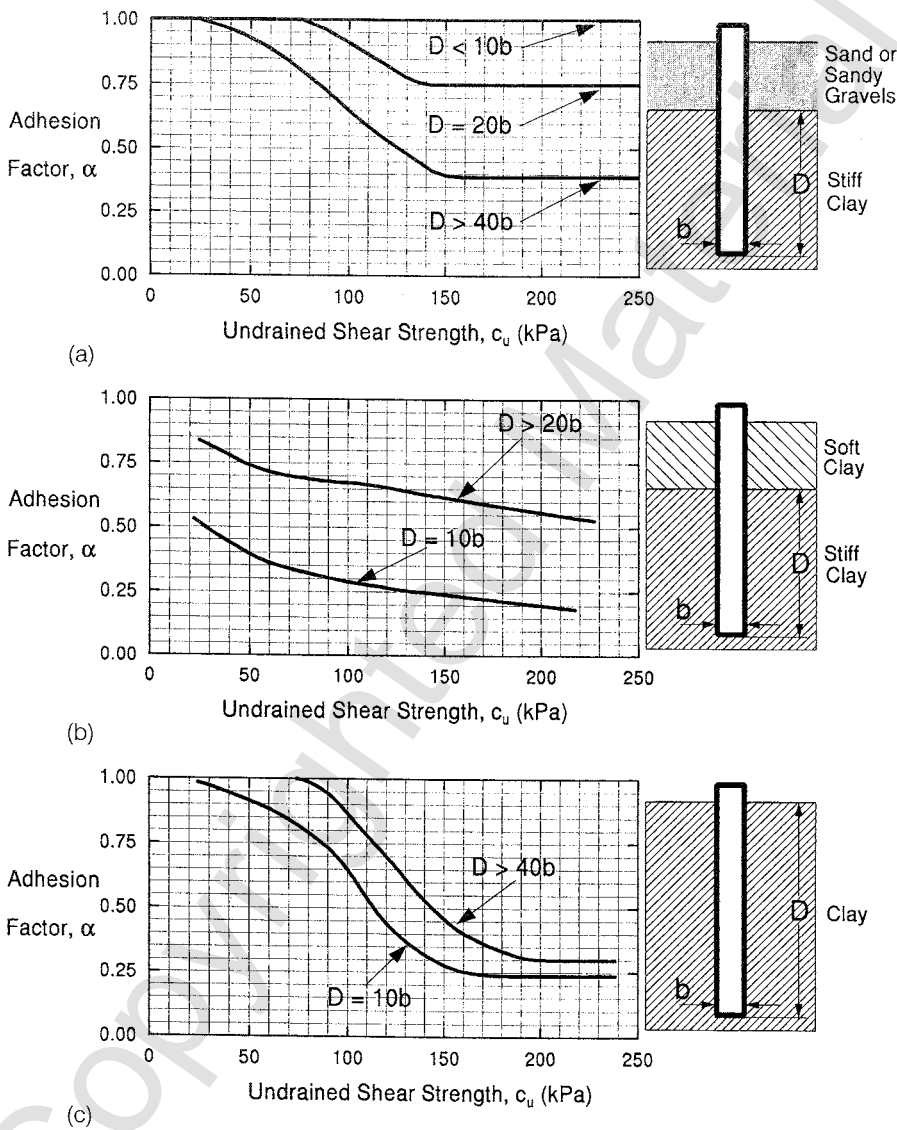 1.00
0.75
0.50
0.25
0.00
Adhesion
Factor, α
D < 10b
D = 20b
D > 40b
0 50 100 150 200 250
Undrained Shear Strength, cᵤ (kPa)
Sand or
Sandy
Gravels
D
Stiff
Clay
b
(a)
1.00
0.75
0.50
0.25
0.00
Adhesion
Factor, α
D > 20b
D = 10b
0 50 100 150 200 250
Undrained Shear Strength, cᵤ (kPa)
Soft
Clay
D
Stiff
Clay
b
(b)
1.00
0.75
0.50
0.25
0.00
Adhesion
Factor, α
D > 40b
D = 10b
0 50 100 150 200 250
Undrained Shear Strength, cᵤ (kPa)
D
Clay
b
(c)
Copyrighted Material